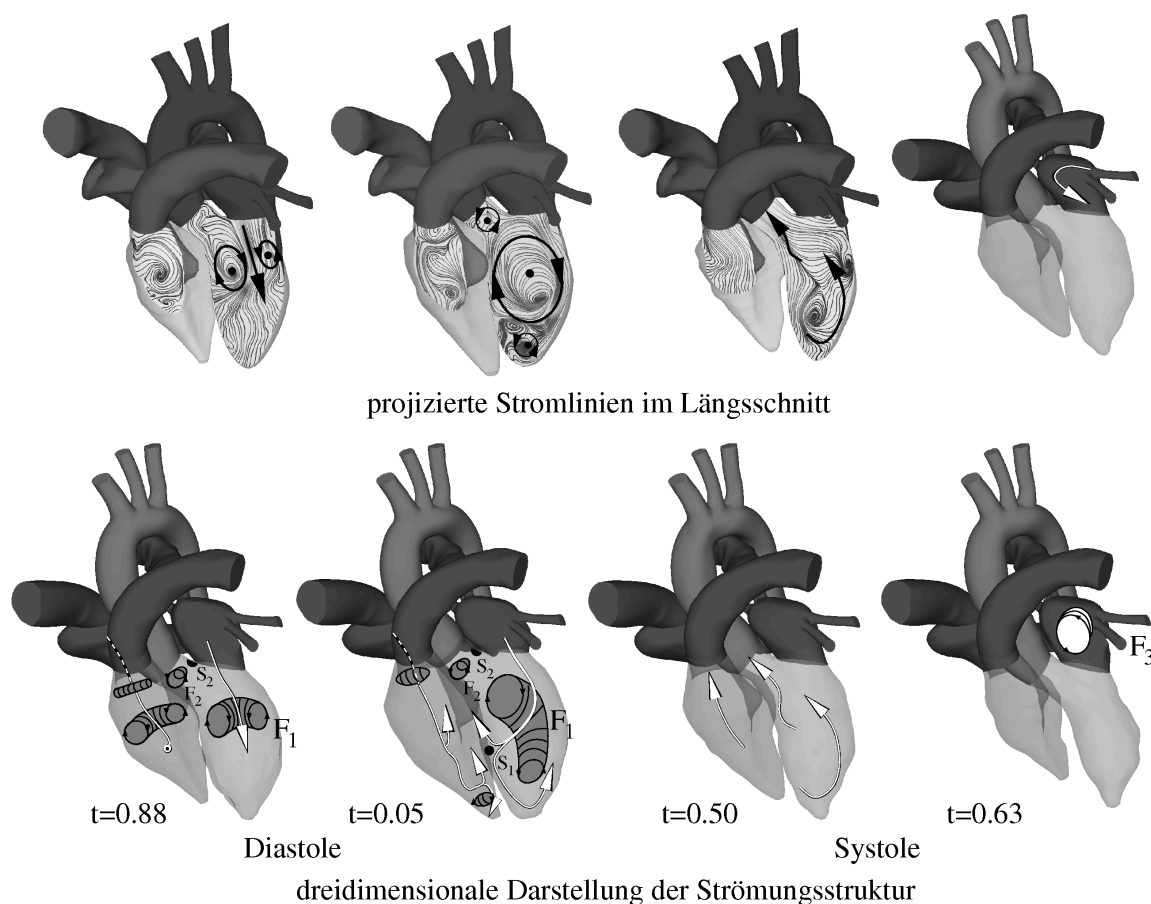 projizierte Stromlinien im Längsschnitt
S2
F2
F1
S2
F2
F1
S1
F3
t=0.88
t=0.05
t=0.50
t=0.63
Diastole
Systole
dreidimensionale Darstellung der Strömungsstruktur